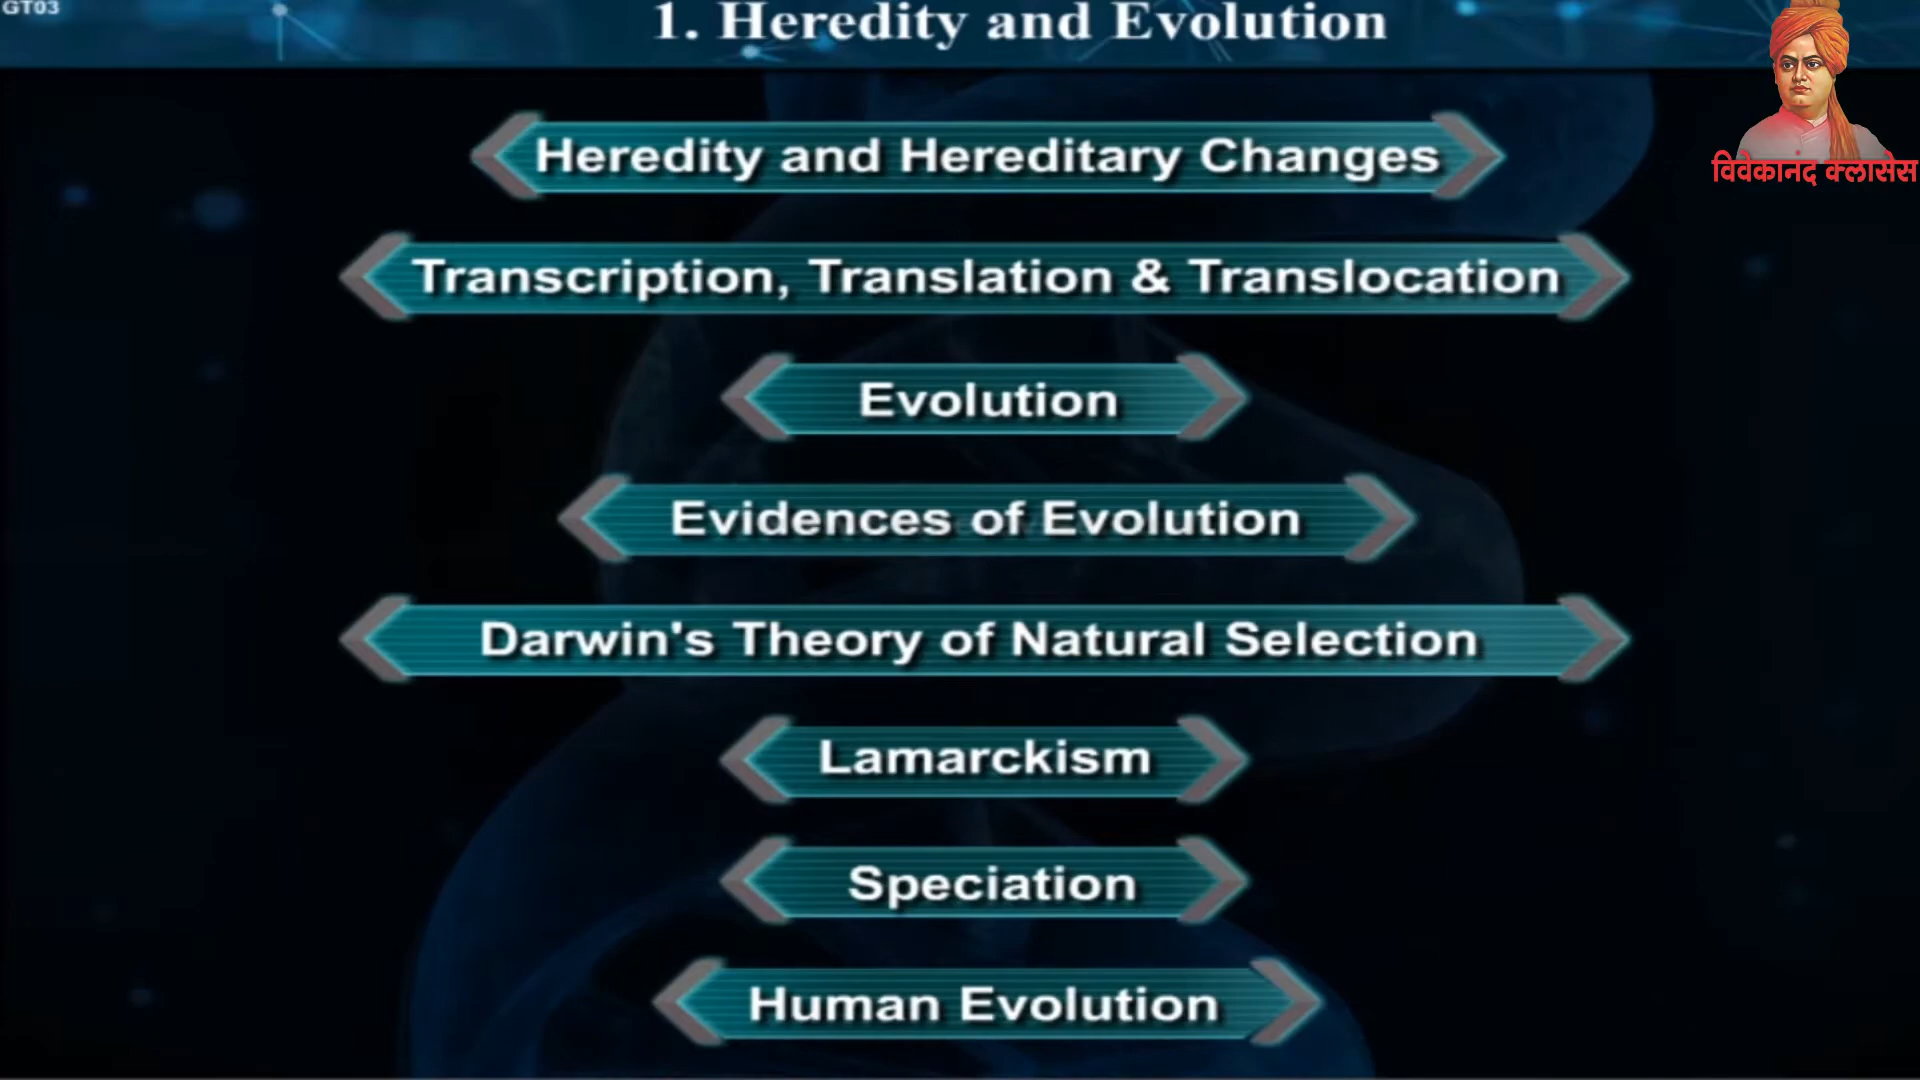 GT03
1. Heredity and Evolution
विवेकानंद क्लासेस
Heredity and Hereditary Changes
Transcription, Translation & Translocation
Evolution
Evidences of Evolution
Darwin's Theory of Natural Selection
Lamarckism
Speciation
Human Evolution